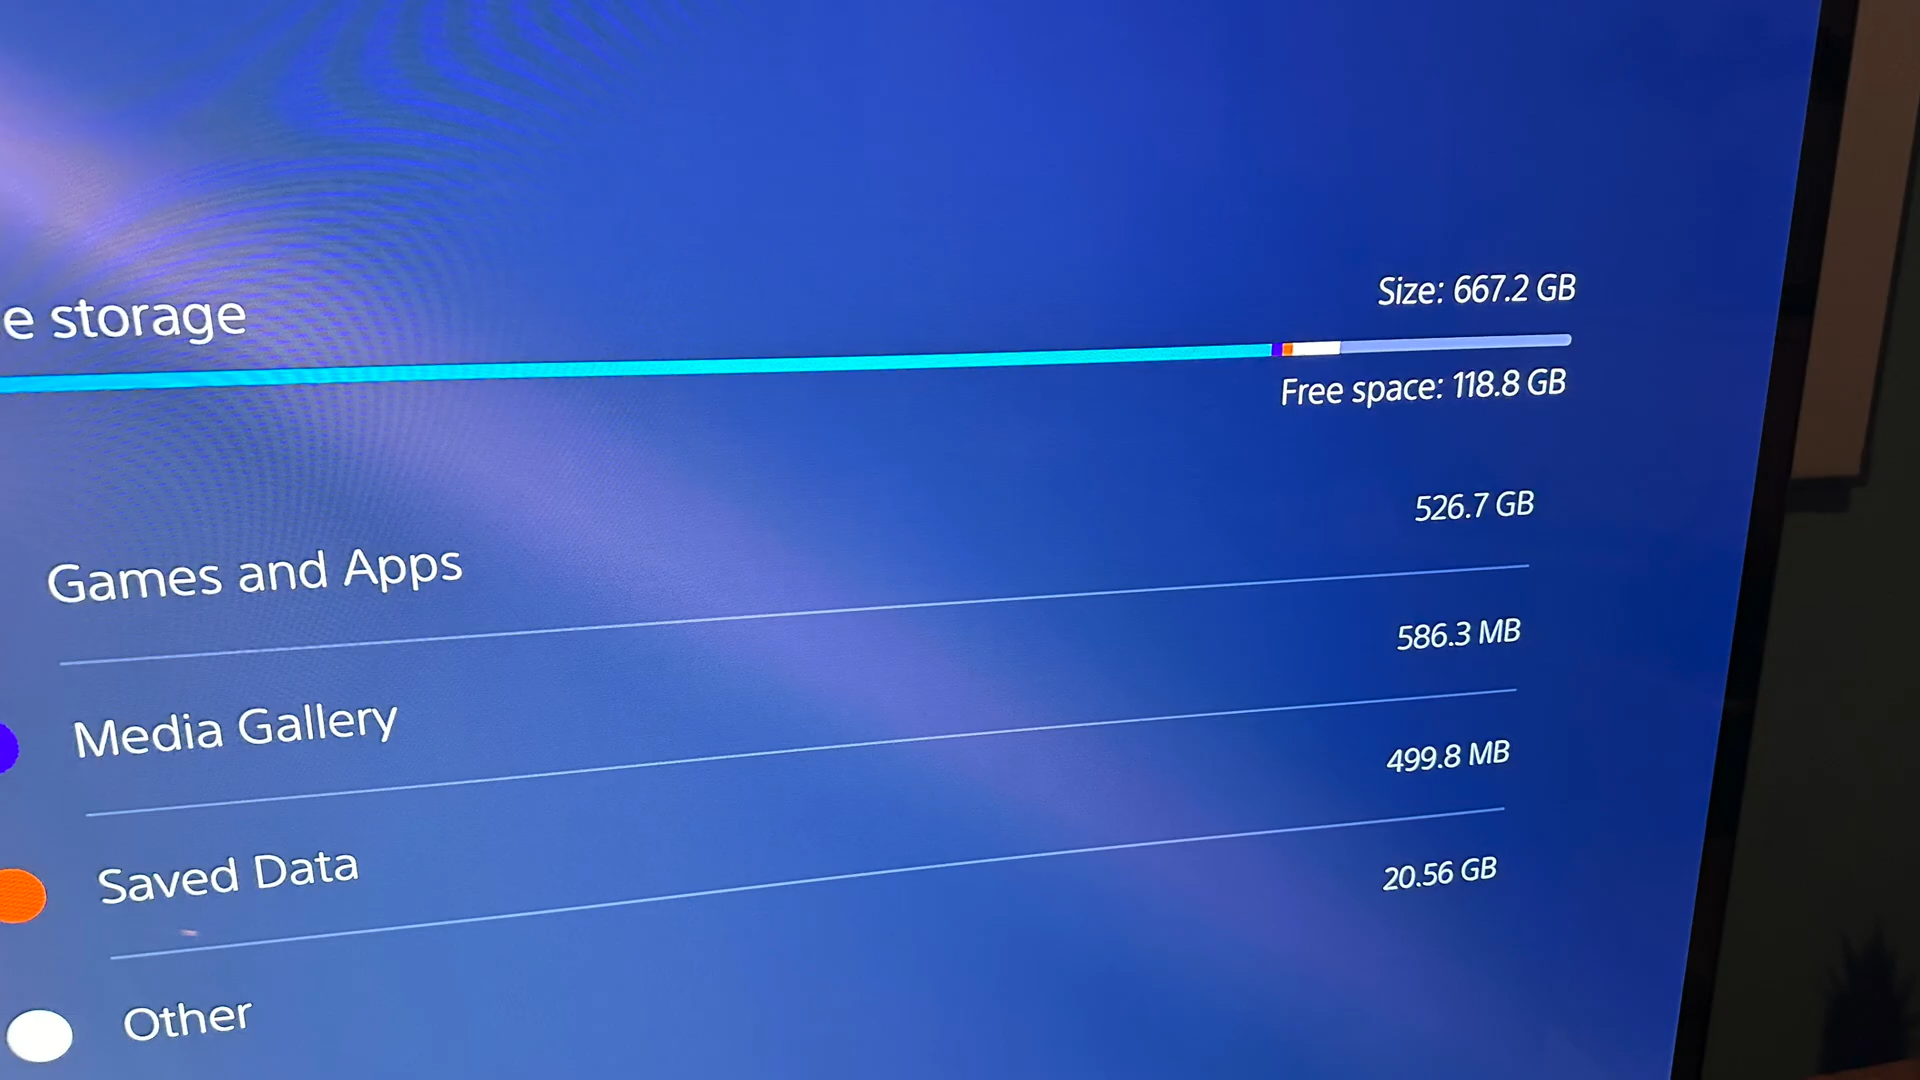 e storage
Size: 667.2 GB
Free space: 118.8 GB
Games and Apps
526.7 GB
Media Gallery
586.3 MB
Saved Data
499.8 MB
Other
20.56 GB